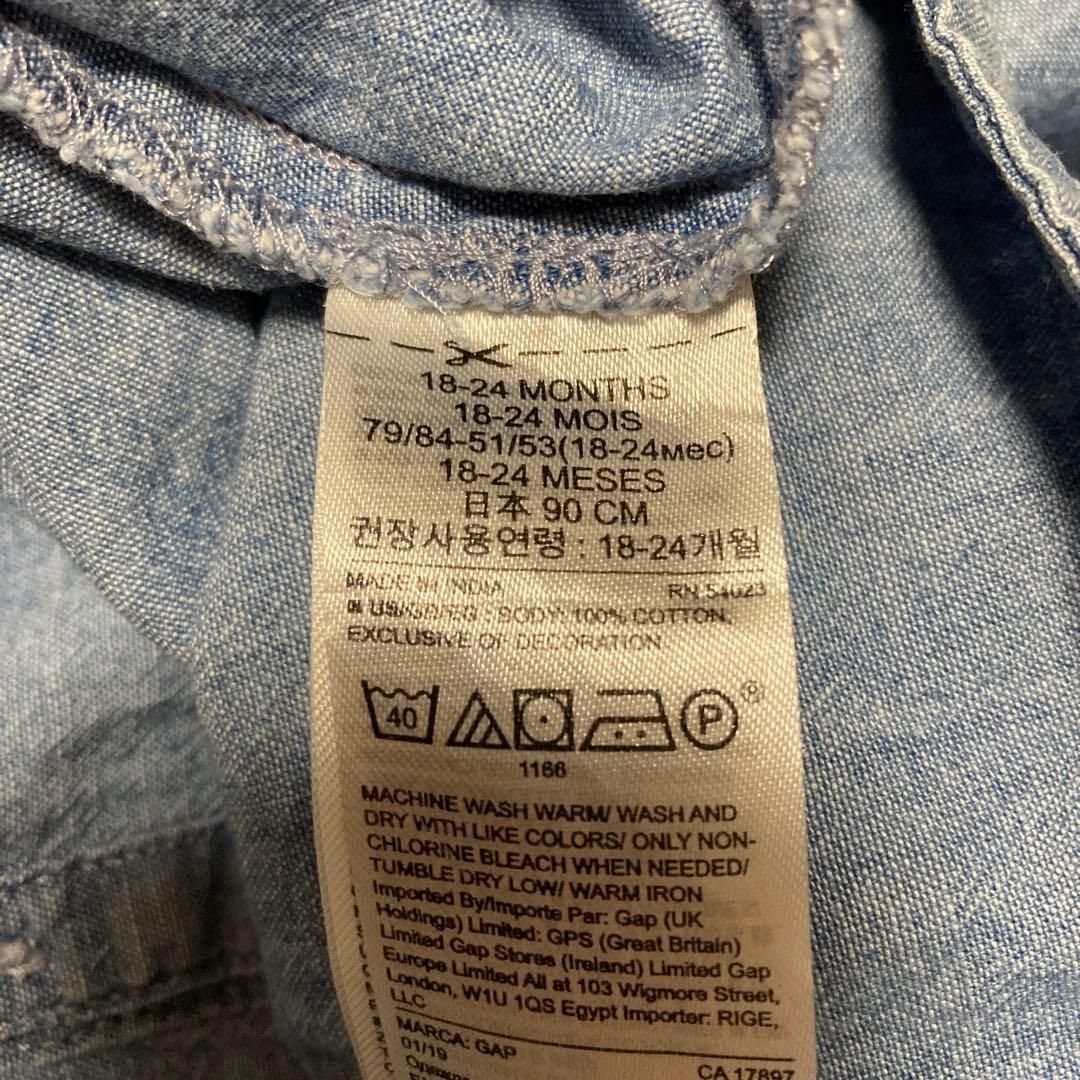 18-24 MONTHS
18-24 MOIS
79/84-51/53(18-24мес)
18-24 MESES
日本 90 CM
권장사용연령 : 18-24개월
MADE IN INDIA RN 54023
BODY: 100% COTTON,
EXCLUSIVE OF DECORATION
40 P ®
1166
MACHINE WASH WARM/ WASH AND
DRY WITH LIKE COLORS/ ONLY NON-
CHLORINE BLEACH WHEN NEEDED/
TUMBLE DRY LOW/ WARM IRON
Imported By/Importe Par: Gap (UK
Holdings) Limited: GPS (Great Britain)
Limited Gap Stores (Ireland) Limited Gap
Europe Limited All at 103 Wigmore Street,
London, W1U 1QS Egypt Importer: RIGE,
LLC
MARCA: GAP
01/19 CA 17897